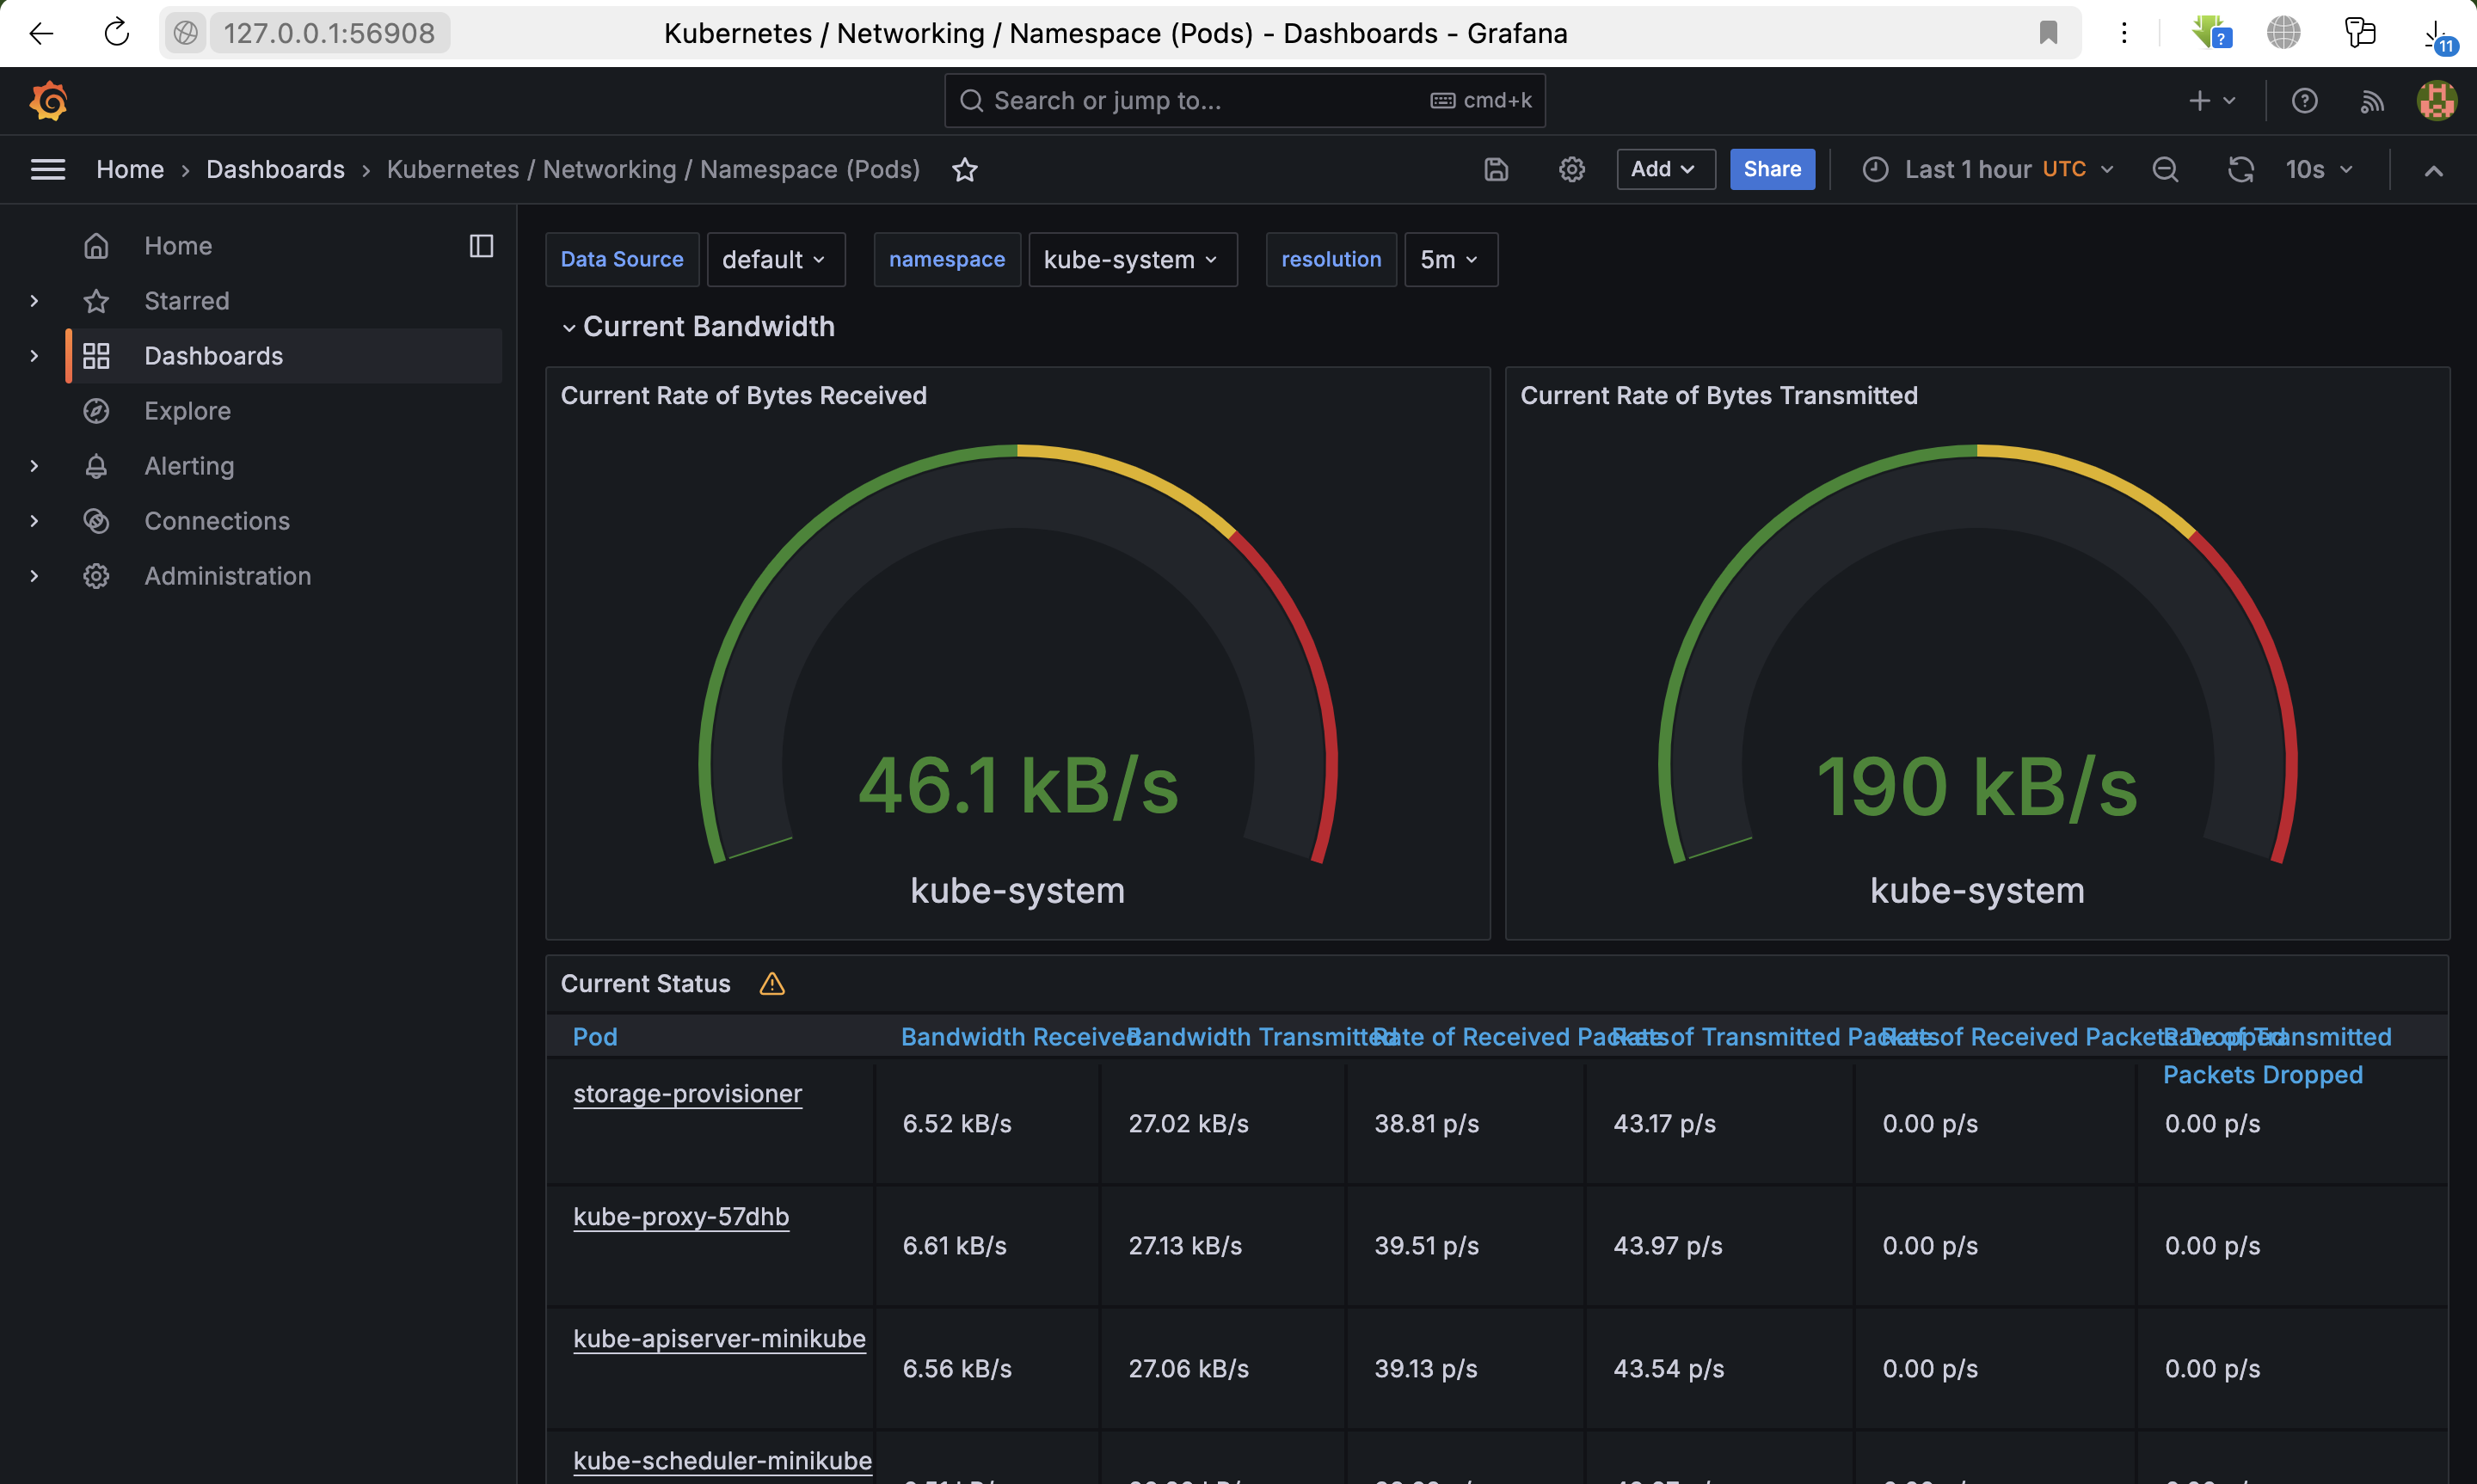 127.0.0.1:56908
Kubernetes / Networking / Namespace (Pods) - Dashboards - Grafana
11
Search or jump to...
cmd+k
Home
Dashboards
Kubernetes / Networking / Namespace (Pods)
Add
Share
Last 1 hour UTC
10s
Home
Starred
Dashboards
Explore
Alerting
Connections
Administration
Data Source
default
namespace
kube-system
resolution
5m
Current Bandwidth
Current Rate of Bytes Received
46.1 kB/s
kube-system
Current Rate of Bytes Transmitted
190 kB/s
kube-system
Current Status
Pod
Bandwidth Received
Bandwidth Transmitted
Rate of Received Packets
Rate of Transmitted Packets
Rate of Received Packets Dropped
Rate of Transmitted
Packets Dropped
storage-provisioner
6.52 kB/s
27.02 kB/s
38.81 p/s
43.17 p/s
0.00 p/s
0.00 p/s
kube-proxy-57dhb
6.61 kB/s
27.13 kB/s
39.51 p/s
43.97 p/s
0.00 p/s
0.00 p/s
kube-apiserver-minikube
6.56 kB/s
27.06 kB/s
39.13 p/s
43.54 p/s
0.00 p/s
0.00 p/s
kube-scheduler-minikube